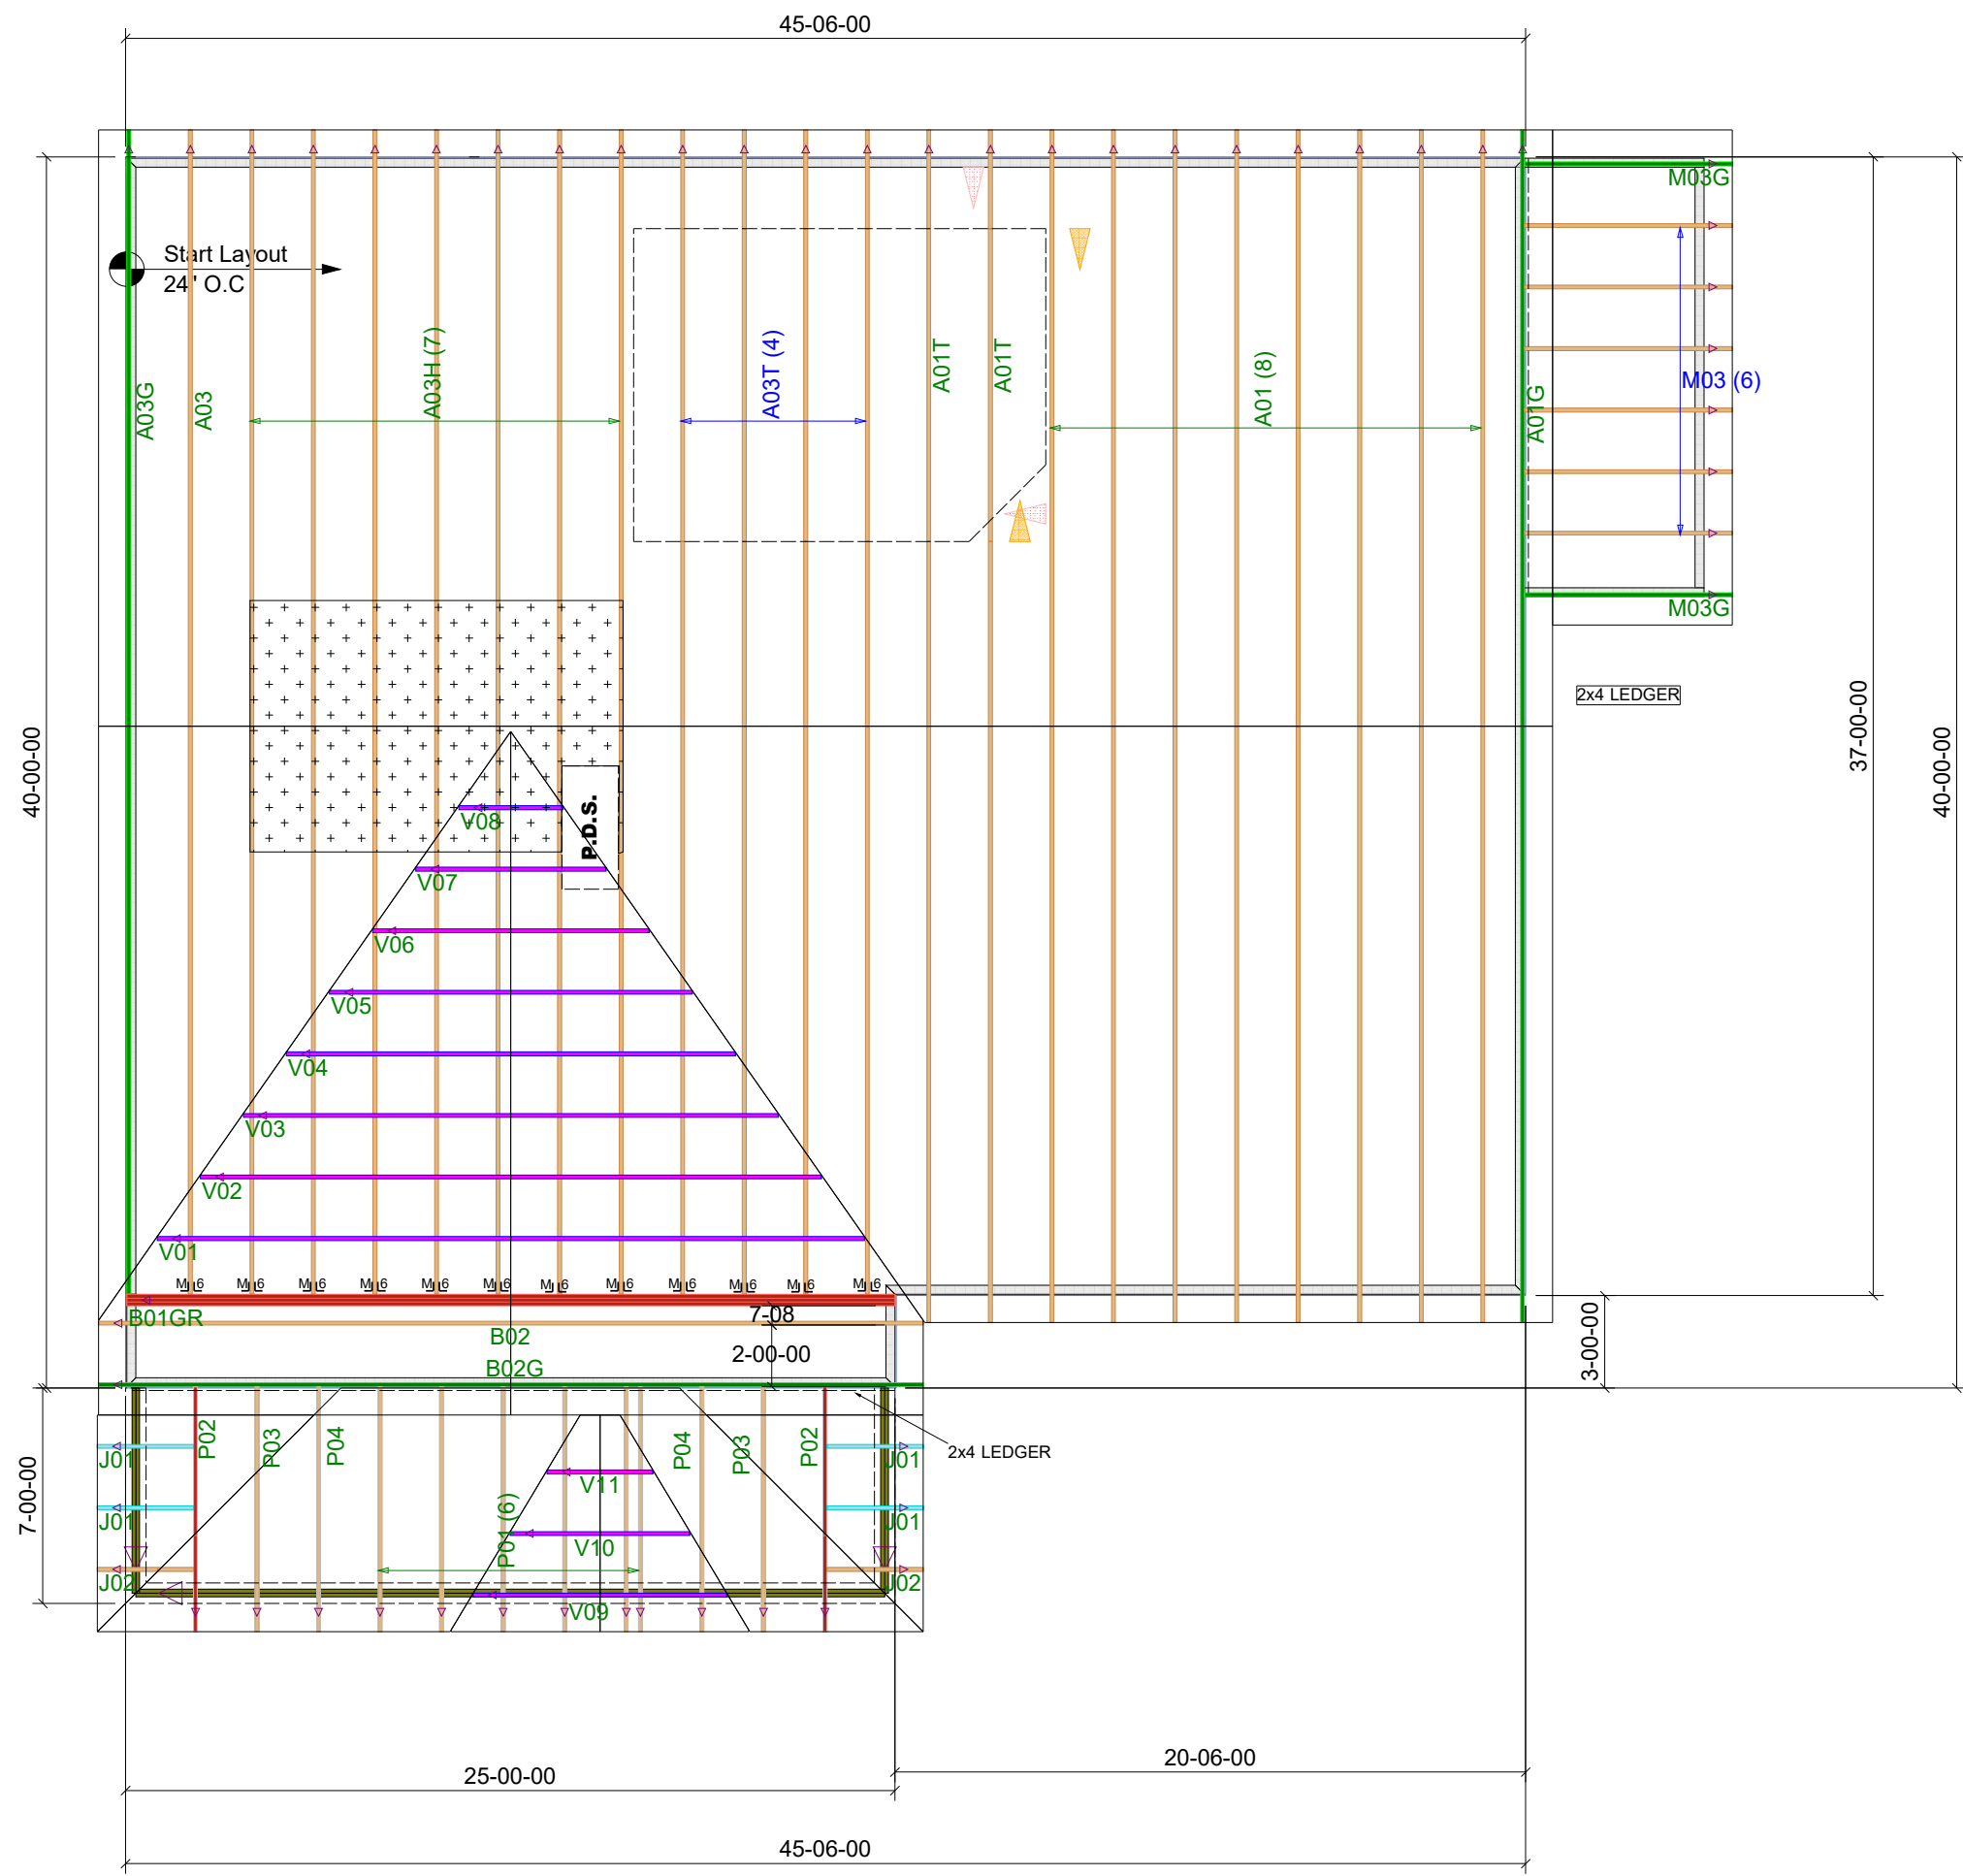 45-06-00
M03G
Start Layout
24" O.C
A03G
A03
A03H (7)
A03T (4)
A01T
A01T
A01 (8)
A01G
M03 (6)
M03G
2x4 LEDGER
40-00-00
37-00-00
40-00-00
P.D.S.
V08
V07
V06
V05
V04
V03
V02
V01
B01GR
7-08
B02
2-00-00
B02G
3-00-00
P02
P03
P04
P04
P03
P02
2x4 LEDGER
J01
J01
V11
7-00-00
P01 (6)
J01
J01
V10
J02
J02
V09
20-06-00
25-00-00
45-06-00